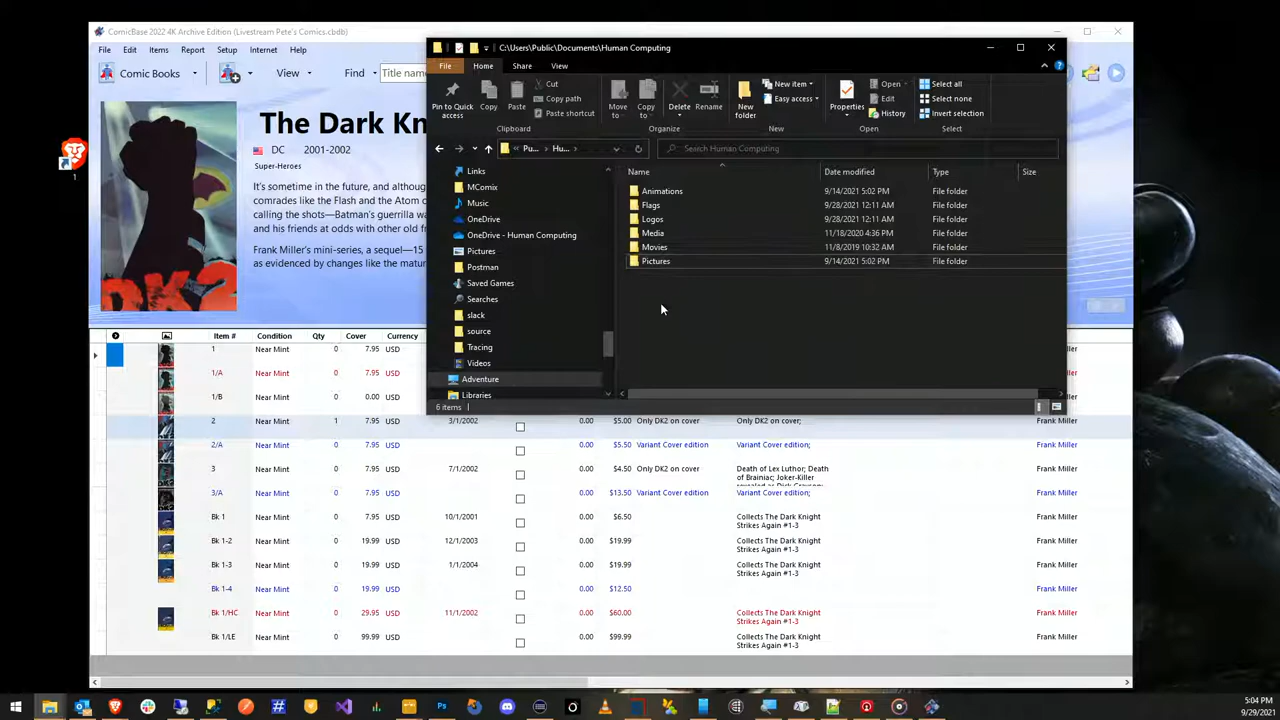 ComicBase 2022 4K Archive Edition (Livestream Pete's Comics.cbdb)
File Edit Items Report Setup Internet Help
Comic Books View Find Title name
The Dark Kn
DC 2001-2002
Super-Heroes
It's sometime in the future, and althoug
comrades like the Flash and the Atom c
calling the shots—Batman's guerrilla wa
and his friends at odds with other old fr
Frank Miller's mini-series, a sequel—15
as evidenced by changes like the matur
DK2
1
C:\Users\Public\Documents\Human Computing
File Home Share View
Pin to Quick access
Copy
Paste
Cut
Copy path
Paste shortcut
Clipboard
Move to
Copy to
Delete
Rename
Organize
New folder
New item
Easy access
New
Properties
Open
Edit
History
Open
Select all
Select none
Invert selection
Select
« Pu... › Hu... ›
Search Human Computing
Links
MComix
Music
OneDrive
OneDrive - Human Computing
Pictures
Postman
Saved Games
Searches
slack
source
Tracing
Videos
Adventure
Libraries
Name Date modified Type Size
Animations 9/14/2021 5:02 PM File folder
Flags 9/28/2021 12:11 AM File folder
Logos 9/28/2021 12:11 AM File folder
Media 11/18/2020 4:36 PM File folder
Movies 11/8/2019 10:32 AM File folder
Pictures 9/14/2021 5:02 PM File folder
6 items
Item # Condition Qty Cover Currency
1 Near Mint 0 7.95 USD ller
1/A Near Mint 0 7.95 USD ller
1/B Near Mint 0 0.00 USD ller
2 Near Mint 1 7.95 USD 3/1/2002 0.00 $5.00 Only DK2 on cover Only DK2 on cover; Frank Miller
2/A Near Mint 0 7.95 USD 0.00 $5.50 Variant Cover edition Variant Cover edition; Frank Miller
3 Near Mint 0 7.95 USD 7/1/2002 0.00 $4.50 Only DK2 on cover Death of Lex Luthor; Death Frank Miller
of Brainiac; Joker-Killer
revealed as Dick Grayson;
3/A Near Mint 0 7.95 USD 0.00 $13.50 Variant Cover edition Variant Cover edition; Frank Miller
Bk 1 Near Mint 0 7.95 USD 10/1/2001 0.00 $6.50 Collects The Dark Knight Frank Miller
Strikes Again #1-3
Bk 1-2 Near Mint 0 19.99 USD 12/1/2003 0.00 $19.99 Collects The Dark Knight Frank Miller
Strikes Again #1-3
Bk 1-3 Near Mint 0 19.99 USD 1/1/2004 0.00 $19.99 Collects The Dark Knight Frank Miller
Strikes Again #1-3
Bk 1-4 Near Mint 0 19.99 USD 0.00 $12.50 Frank Miller
Bk 1/HC Near Mint 0 29.95 USD 11/1/2002 0.00 $60.00 Collects The Dark Knight Frank Miller
Strikes Again #1-3
Bk 1/LE Near Mint 0 99.99 USD 0.00 $99.99 Collects The Dark Knight Frank Miller
Strikes Again #1-3
5:04 PM
9/29/2021